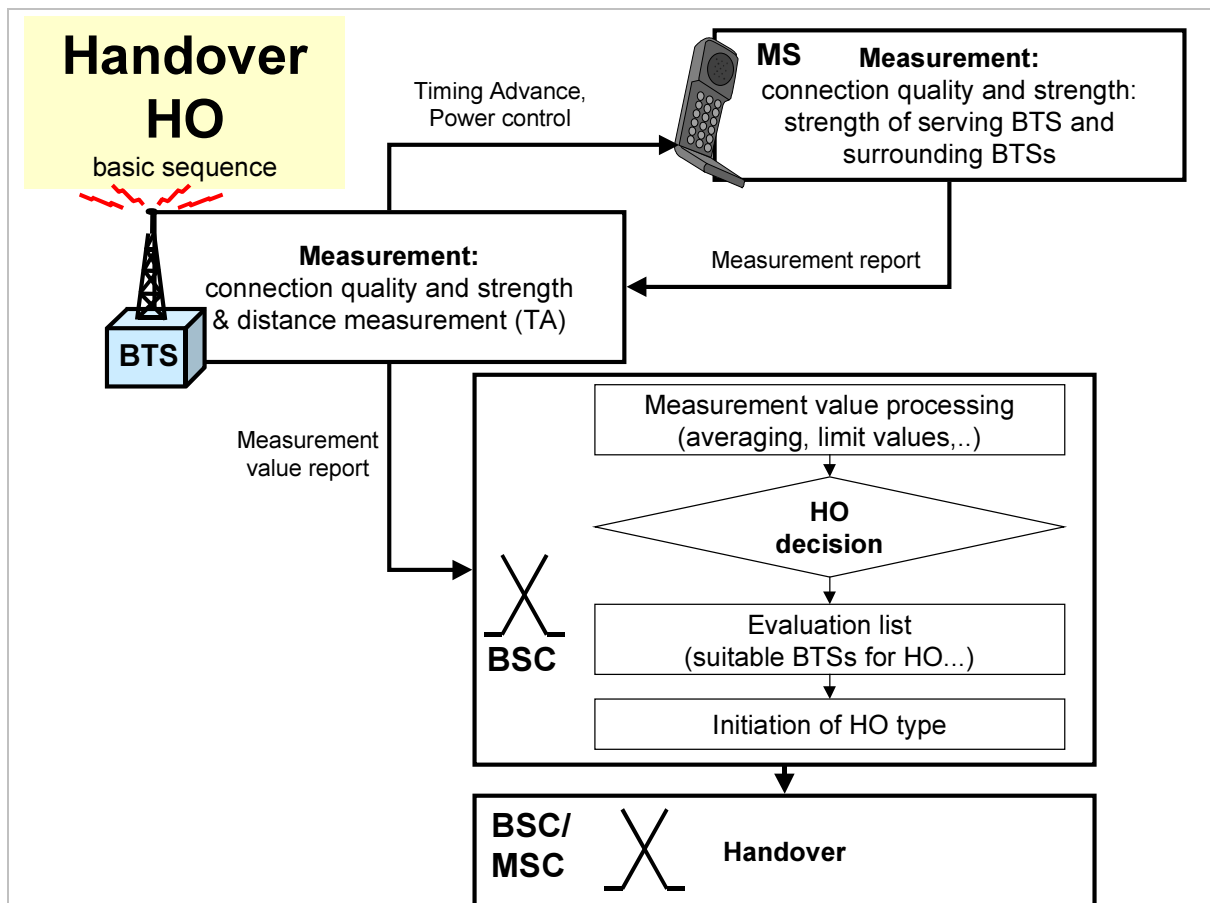 Handover
HO
basic sequence
Timing Advance,
Power control
MS
Measurement:
connection quality and strength:
strength of serving BTS and
surrounding BTSs
Measurement report
Measurement:
connection quality and strength
& distance measurement (TA)
BTS
Measurement
value report
Measurement value processing
(averaging, limit values,..)
HO
decision
Evaluation list
(suitable BTSs for HO...)
Initiation of HO type
BSC
BSC/
MSC
Handover